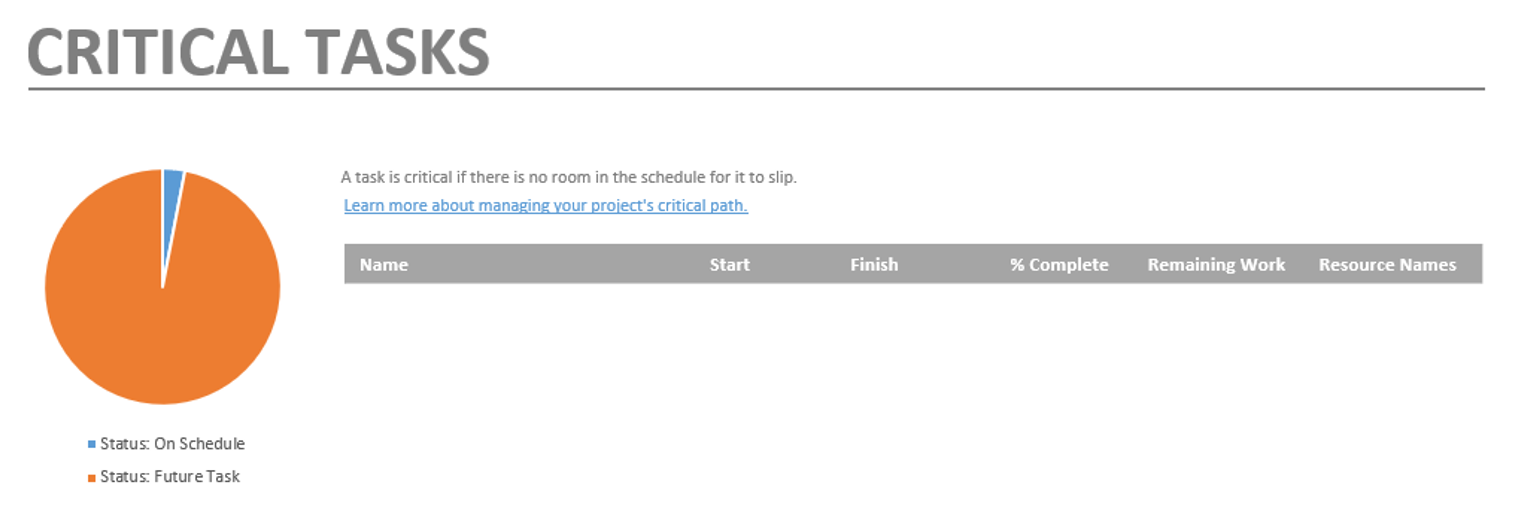 CRITICAL TASKS
A task is critical if there is no room in the schedule for it to slip.
Learn more about managing your project's critical path.
Name Start Finish % Complete Remaining Work Resource Names
Status: On Schedule
Status: Future Task